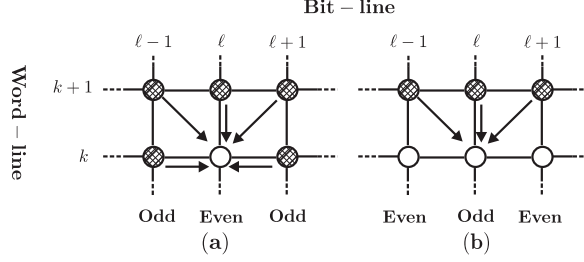 Bit – line
ℓ – 1 ℓ ℓ + 1 ℓ – 1 ℓ ℓ + 1
Word – line
k + 1
k
Odd Even Odd Even Odd Even
(a) (b)